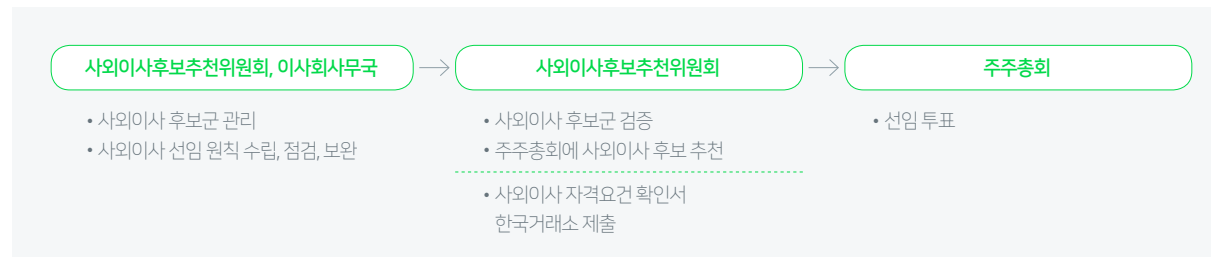 사외이사후보추천위원회, 이사회사무국
• 사외이사 후보군 관리
• 사외이사 선임 원칙 수립, 점검, 보완
사외이사후보추천위원회
• 사외이사 후보군 검증
• 주주총회에 사외이사 후보 추천
• 사외이사 자격요건 확인서
한국거래소 제출
주주총회
• 선임 투표